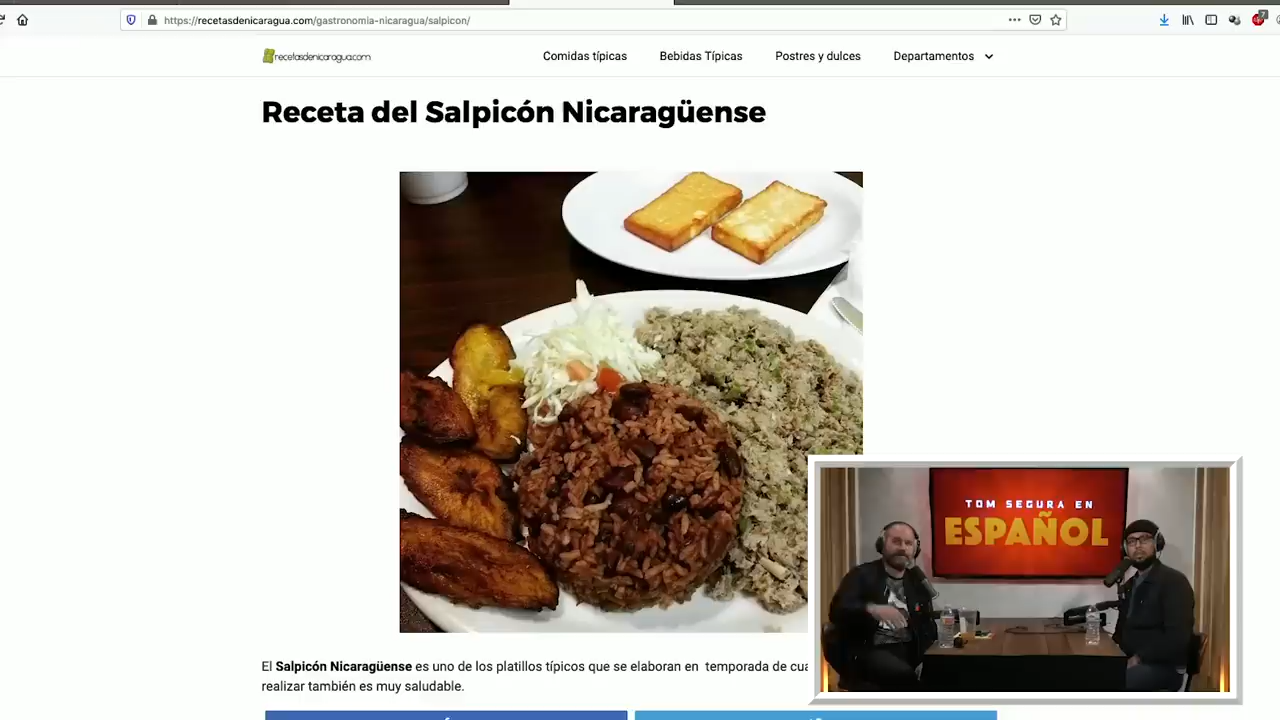 https://recetasdenicaragua.com/gastronomia-nicaragua/salpicon/
7
recetasdenicaragua.com
Comidas típicas
Bebidas Típicas
Postres y dulces
Departamentos
Receta del Salpicón Nicaragüense
TOM SEGURA EN
ESPAÑOL
El Salpicón Nicaragüense es uno de los platillos típicos que se elaboran en temporada de
realizar también es muy saludable.